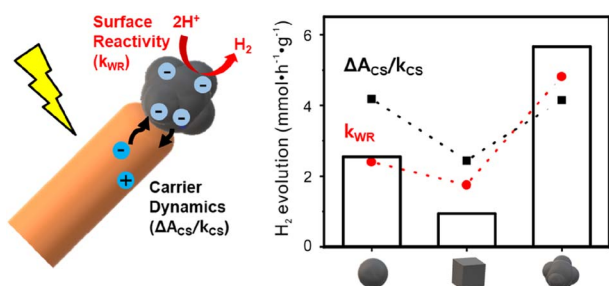 Surface
Reactivity
(kWR)
2H⁺
H₂
-
-
-
-
-
+
Carrier
Dynamics
(ΔACS/kCS)
H₂ evolution (mmol•h⁻¹•g⁻¹)
6
4
2
0
ΔACS/kCS
kWR